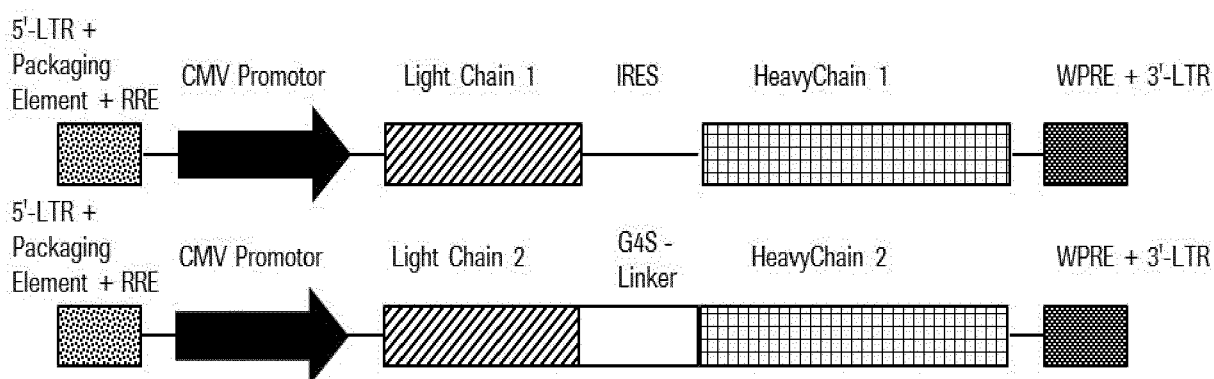 5'-LTR +
Packaging
Element + RRE
CMV Promotor
Light Chain 1
IRES
HeavyChain 1
WPRE + 3'-LTR
5'-LTR +
Packaging
Element + RRE
CMV Promotor
Light Chain 2
G4S -
Linker
HeavyChain 2
WPRE + 3'-LTR